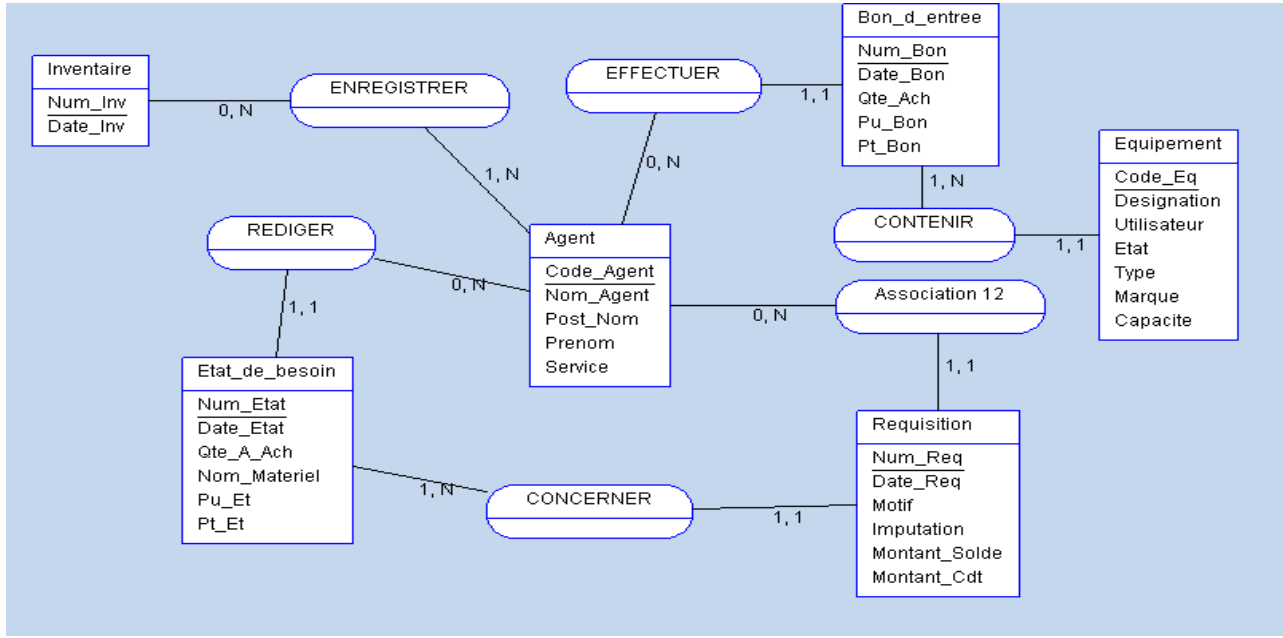 Bon_d_entree
Num_Bon
Date_Bon
Qte_Ach
Pu_Bon
Pt_Bon
Inventaire
Num_Inv
Date_Inv
0, N
ENREGISTRER
1, N
EFFECTUER
1, 1
0, N
1, N
CONTENIR
1, 1
Equipement
Code_Eq
Designation
Utilisateur
Etat
Type
Marque
Capacite
REDIGER
0, N
1, 1
Agent
Code_Agent
Nom_Agent
Post_Nom
Prenom
Service
0, N
Association 12
1, 1
Etat_de_besoin
Num_Etat
Date_Etat
Qte_A_Ach
Nom_Materiel
Pu_Et
Pt_Et
1, N
CONCERNER
1, 1
Requisition
Num_Req
Date_Req
Motif
Imputation
Montant_Solde
Montant_Cdt